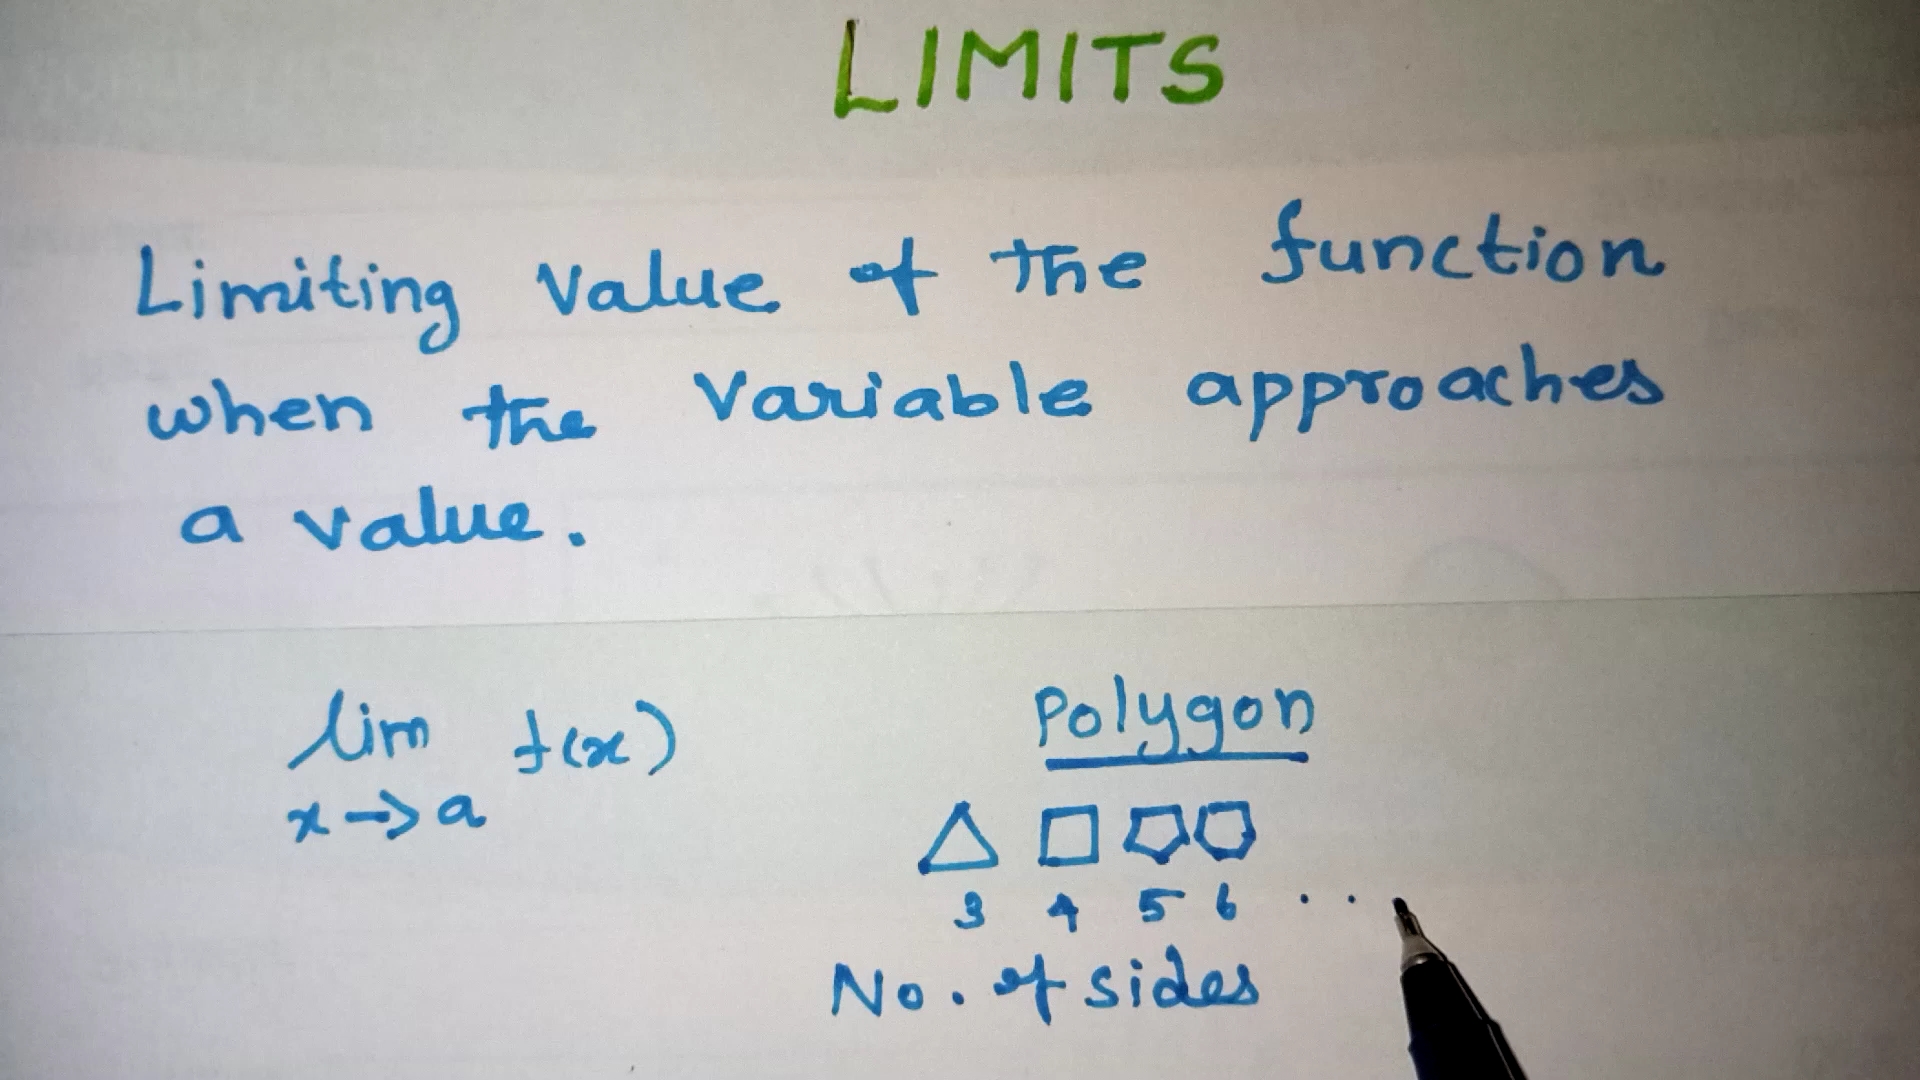 LIMITS
Limiting Value of the function
when the Variable approaches
a value.
lim f(x)
x→a
Polygon
3 4 5 6 . . .
No. of sides